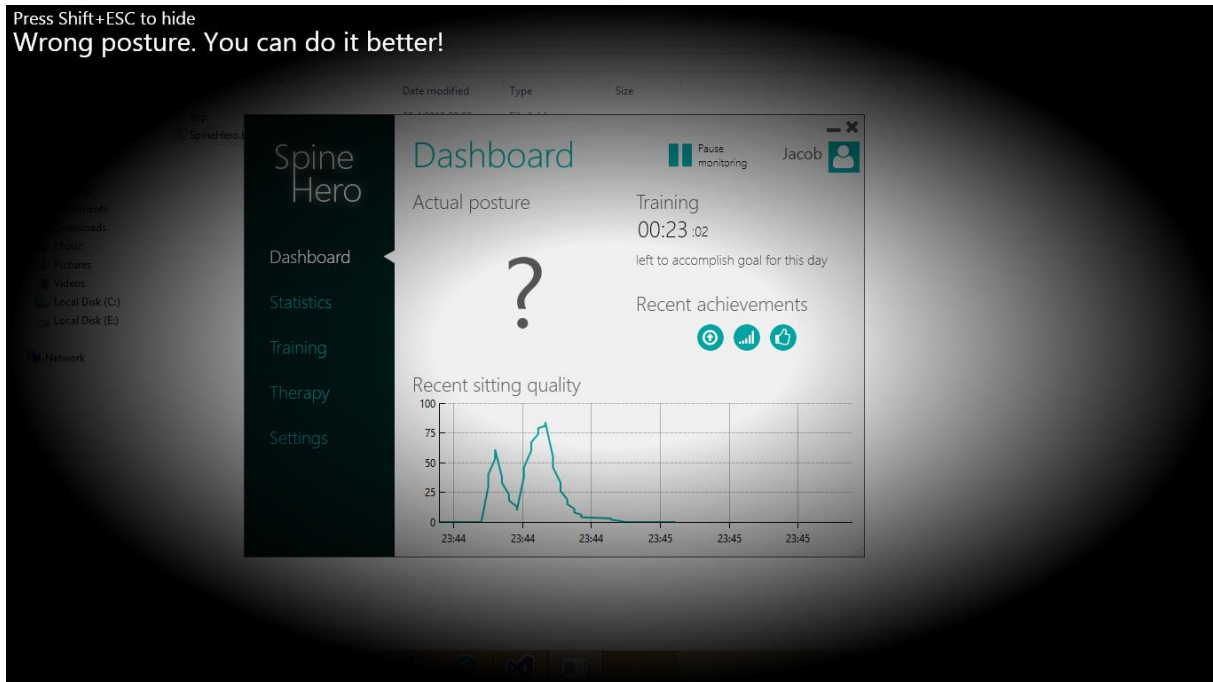 Press Shift+ESC to hide
Wrong posture. You can do it better!
Date modified Type Size
App
SpineHero.
Downloads
Music
Pictures
Videos
Local Disk (C:)
Local Disk (E:)
Network
Spine
Hero
Dashboard
Statistics
Training
Therapy
Settings
Dashboard
Pause
monitoring
Jacob
Actual posture
?
Training
00:23 :02
left to accomplish goal for this day
Recent achievements
Recent sitting quality
100
75
50
25
0
23:44 23:44 23:44 23:45 23:45 23:45